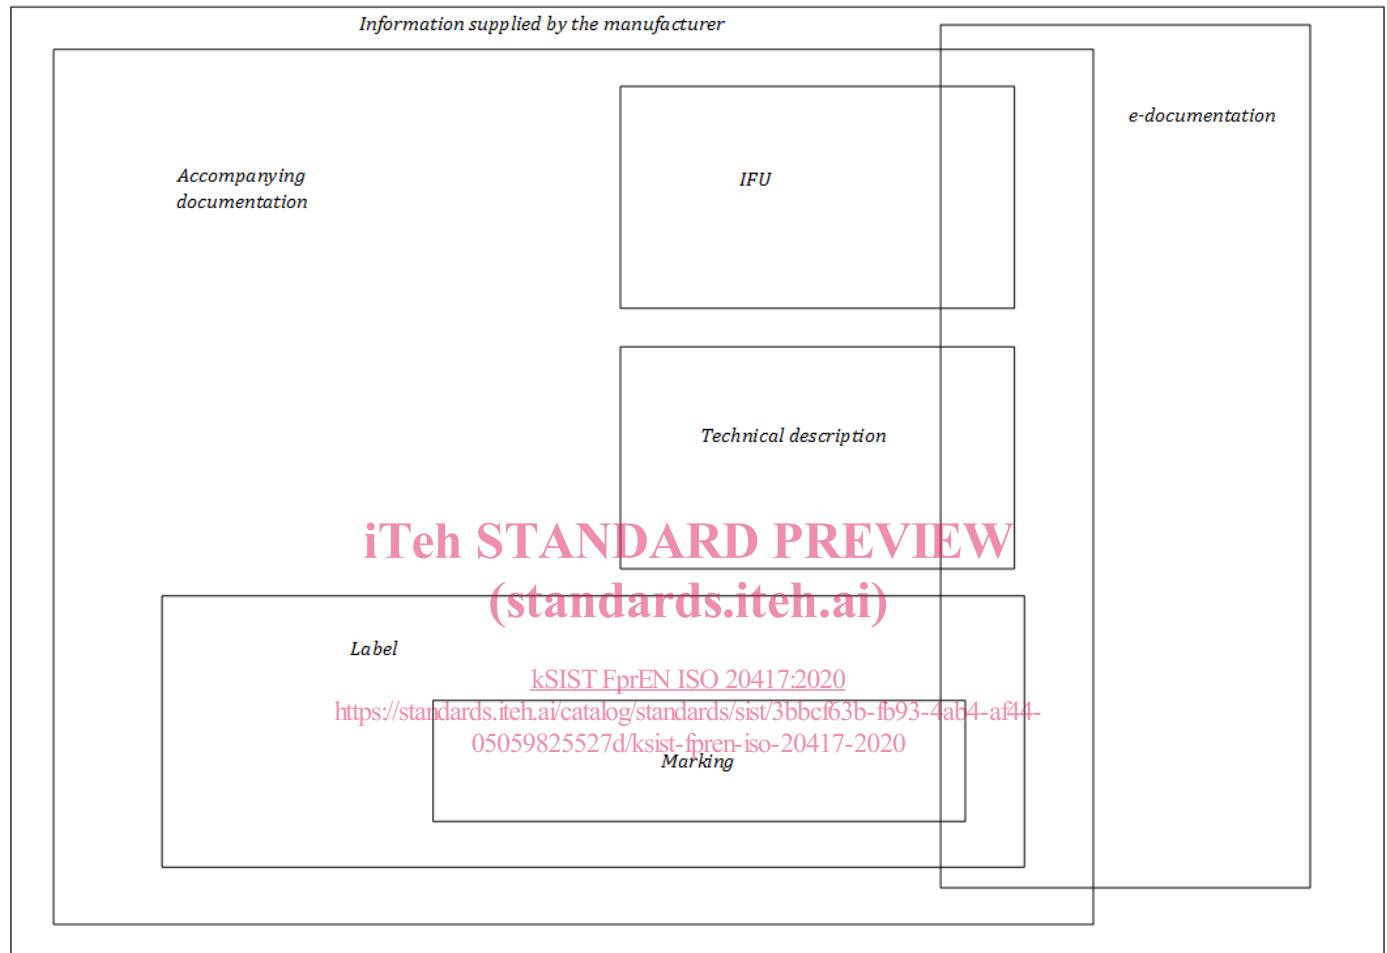 Information supplied by the manufacturer
e-documentation
Accompanying
documentation
IFU
Technical description
iTeh STANDARD PREVIEW
(standards.iteh.ai)
Label
kSIST FprEN ISO 20417:2020
https://standards.iteh.ai/catalog/standards/sist/3bbcf63b-fb93-4ab4-af44-
05059825527d/ksist-fpren-iso-20417-2020
Marking